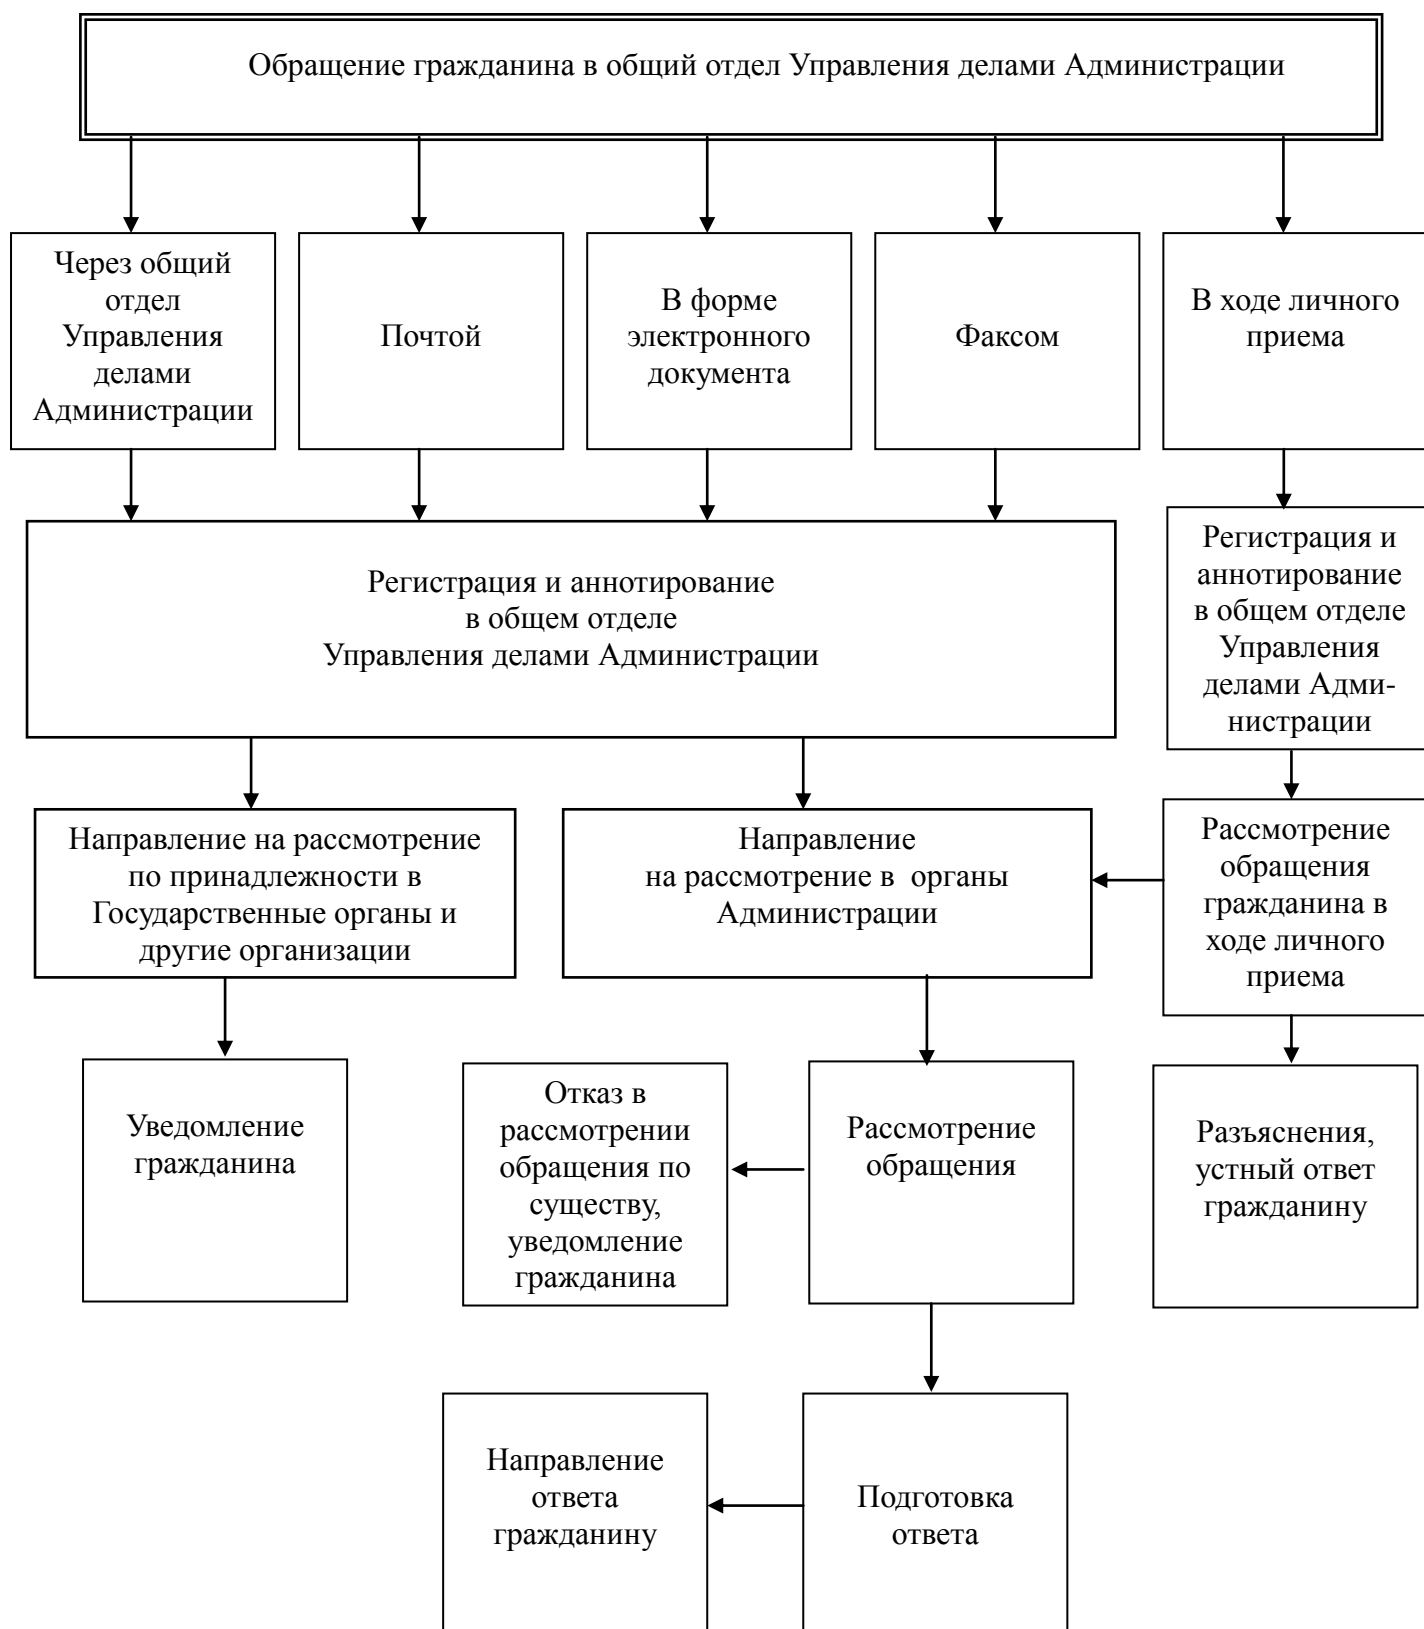 Обращение гражданина в общий отдел Управления делами Администрации
Через общий
отдел
Управления
делами
Администрации
Почтой
В форме
электронного
документа
Факсом
В ходе личного
приема
Регистрация и аннотирование
в общем отделе
Управления делами Администрации
Регистрация и
аннотирование
в общем отделе
Управления
делами Адми-
нистрации
Направление на рассмотрение
по принадлежности в
Государственные органы и
другие организации
Направление
на рассмотрение в органы
Администрации
Рассмотрение
обращения
гражданина в
ходе личного
приема
Уведомление
гражданина
Отказ в
рассмотрении
обращения по
существу,
уведомление
гражданина
Рассмотрение
обращения
Разъяснения,
устный ответ
гражданину
Направление
ответа
гражданину
Подготовка
ответа